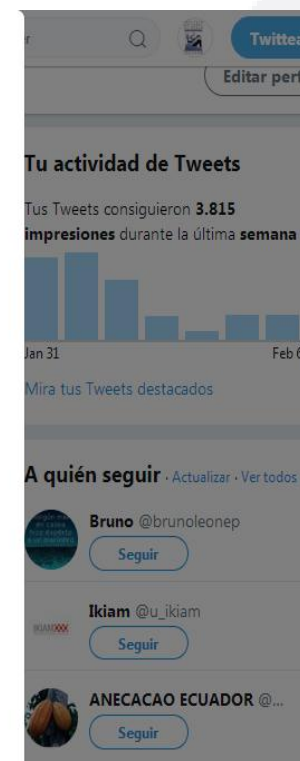 Twittea
Editar perf
Tu actividad de Tweets
Tus Tweets consiguieron 3.815
impresiones durante la última semana
Jan 31 Feb 6
Mira tus Tweets destacados
A quién seguir · Actualizar · Ver todos
Bruno @brunoleonep
Seguir
Ikiam @u_ikiam
Seguir
ANECACAO ECUADOR @...
Seguir